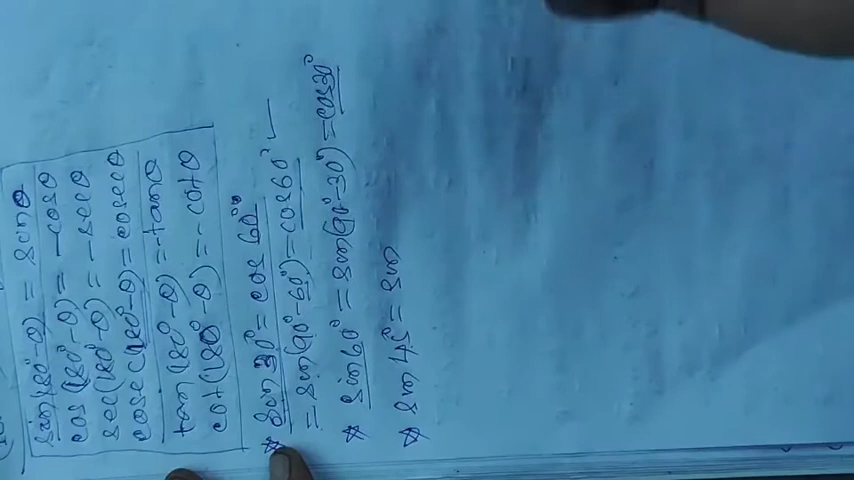 sin(180°-θ) = sinθ
cos(180°-θ) = -cosθ
sec(180°-θ) = -secθ
cosec(180°-θ) = cosecθ
tan(180°-θ) = -tanθ
cot(180°-θ) = -cotθ
* Sin 30° = cos 60°
= sin(90°-60°) = cos60° ✓
* sin60° = sin(90°-30°) = cos30°
* sin 45° = sin